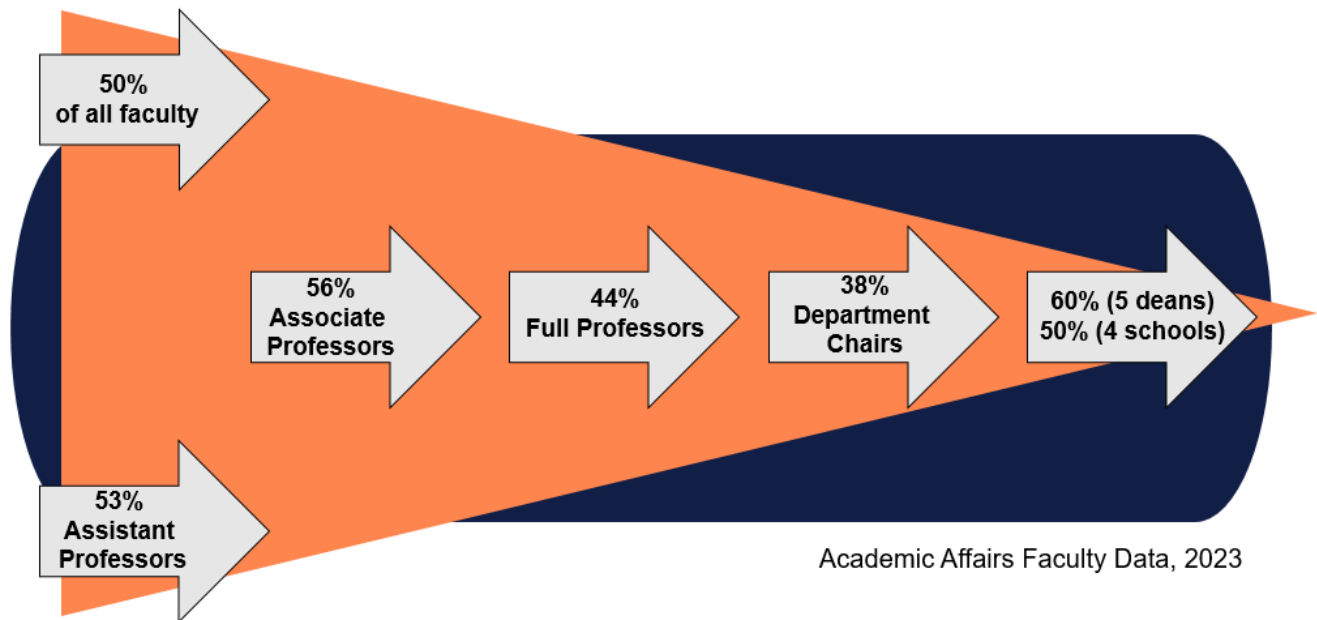 50%
of all faculty
53%
Assistant
Professors
56%
Associate
Professors
44%
Full Professors
38%
Department
Chairs
60% (5 deans)
50% (4 schools)
Academic Affairs Faculty Data, 2023